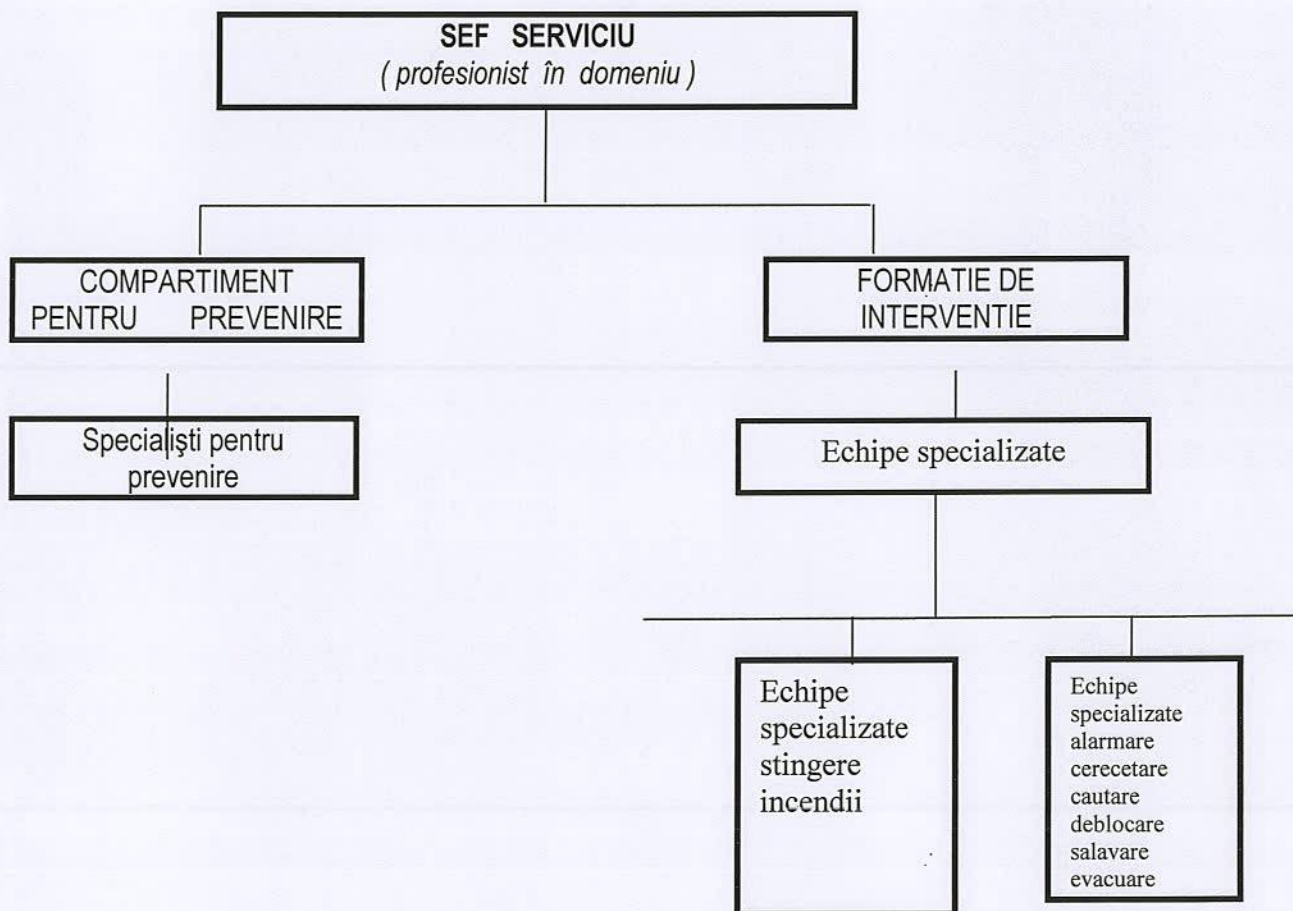 SEF SERVICIU
( profesionist în domeniu )
COMPARTIMENT
PENTRU PREVENIRE
FORMATIE DE
INTERVENTIE
Specialişti pentru
prevenire
Echipe specializate
Echipe
specializate
stingere
incendii
Echipe
specializate
alarmare
cerecetare
cautare
deblocare
salavare
evacuare